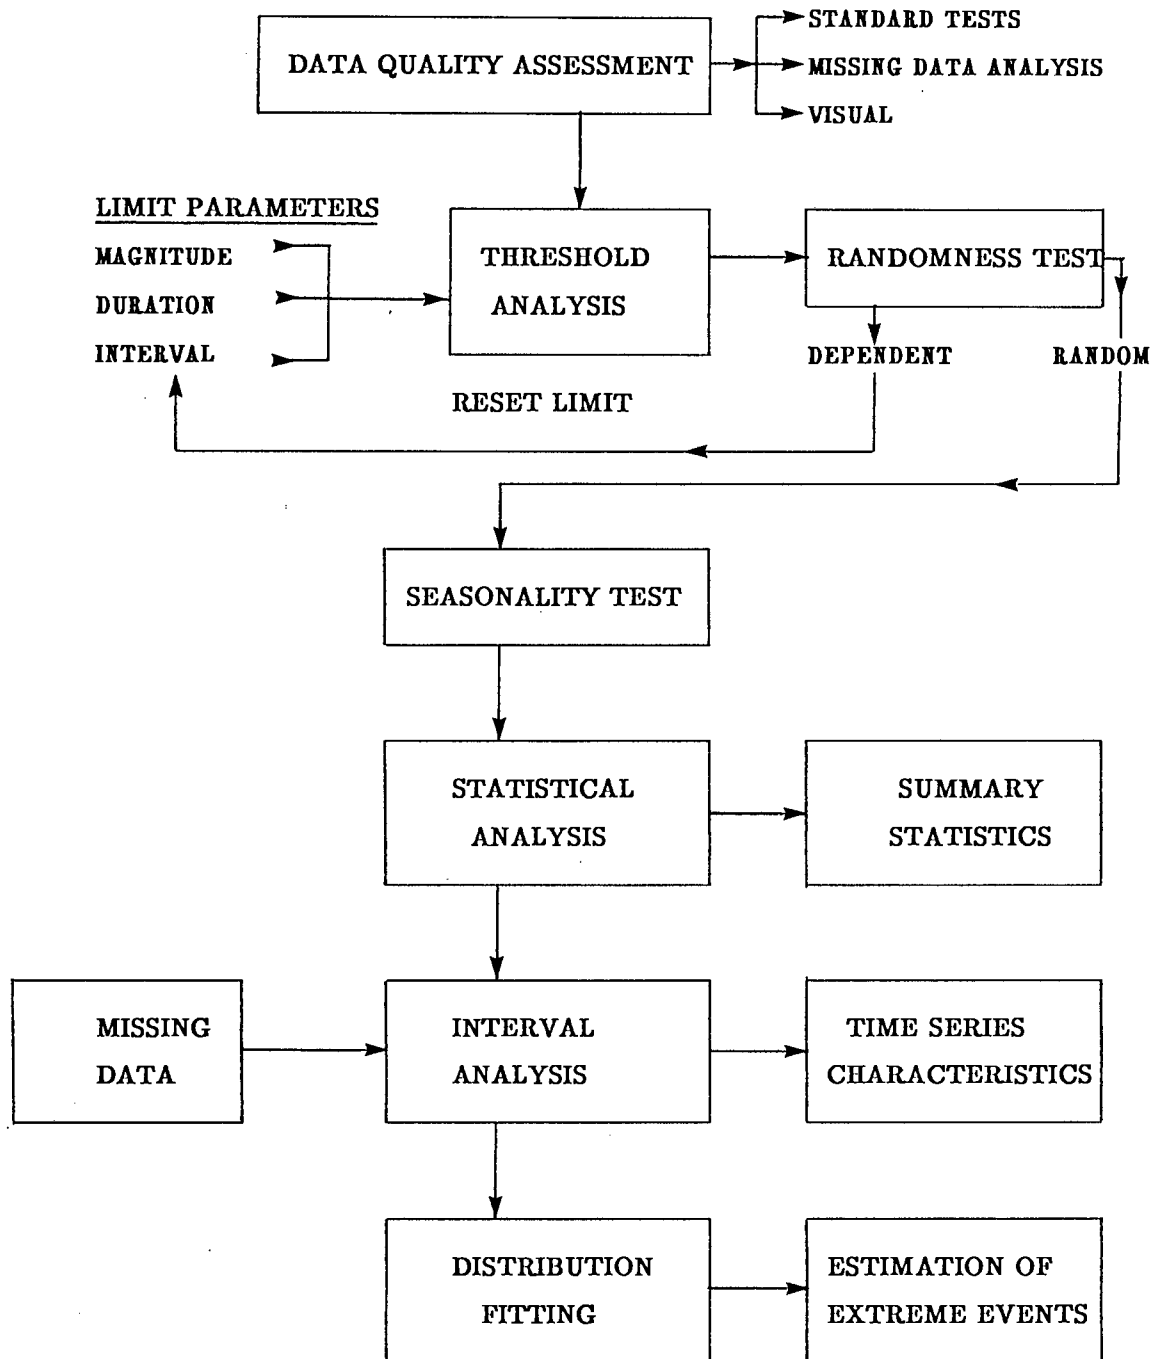 STANDARD TESTS
DATA QUALITY ASSESSMENT
MISSING DATA ANALYSIS
VISUAL
LIMIT PARAMETERS
MAGNITUDE
DURATION
INTERVAL
THRESHOLD
ANALYSIS
RANDOMNESS TEST
DEPENDENT
RANDOM
RESET LIMIT
SEASONALITY TEST
STATISTICAL
ANALYSIS
SUMMARY
STATISTICS
MISSING
DATA
INTERVAL
ANALYSIS
TIME SERIES
CHARACTERISTICS
DISTRIBUTION
FITTING
ESTIMATION OF
EXTREME EVENTS